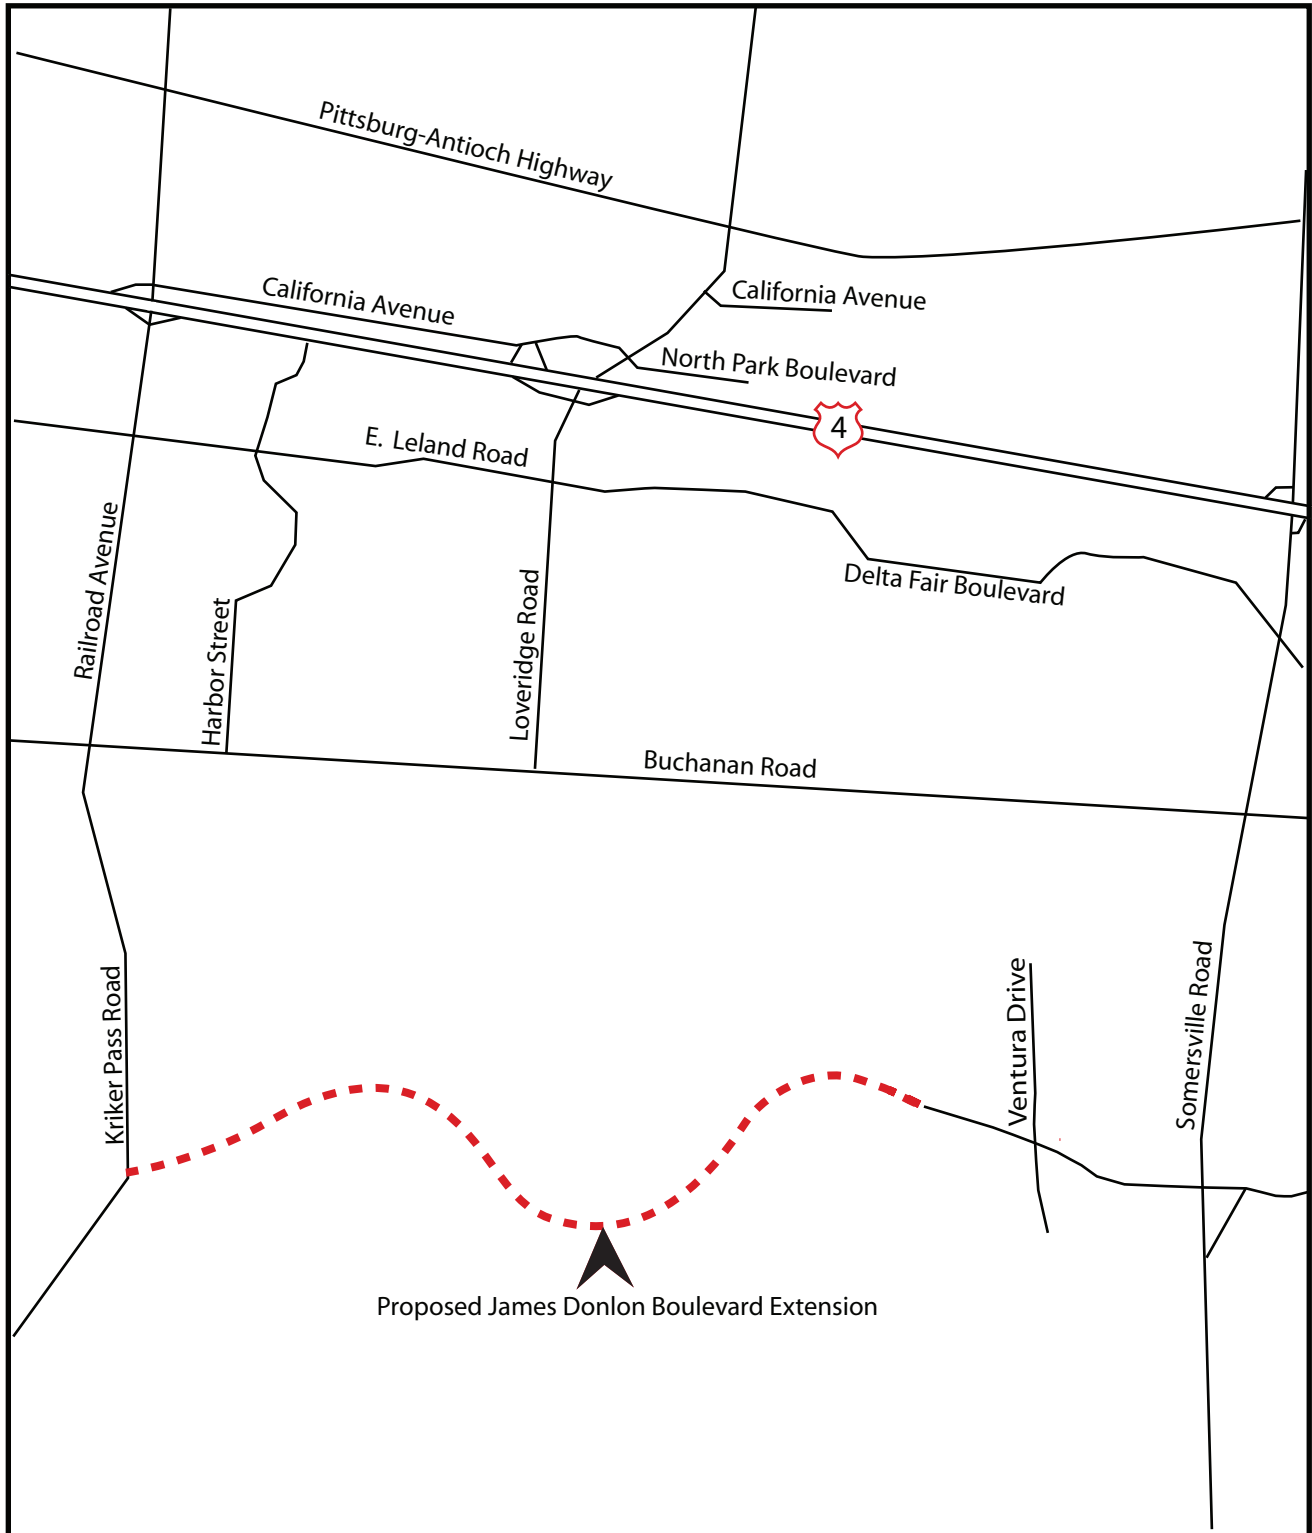 Pittsburg-Antioch Highway
California Avenue
California Avenue
North Park Boulevard
4
E. Leland Road
Railroad Avenue
Harbor Street
Loveridge Road
Delta Fair Boulevard
Buchanan Road
Kriker Pass Road
Ventura Drive
Somersville Road
Proposed James Donlon Boulevard Extension